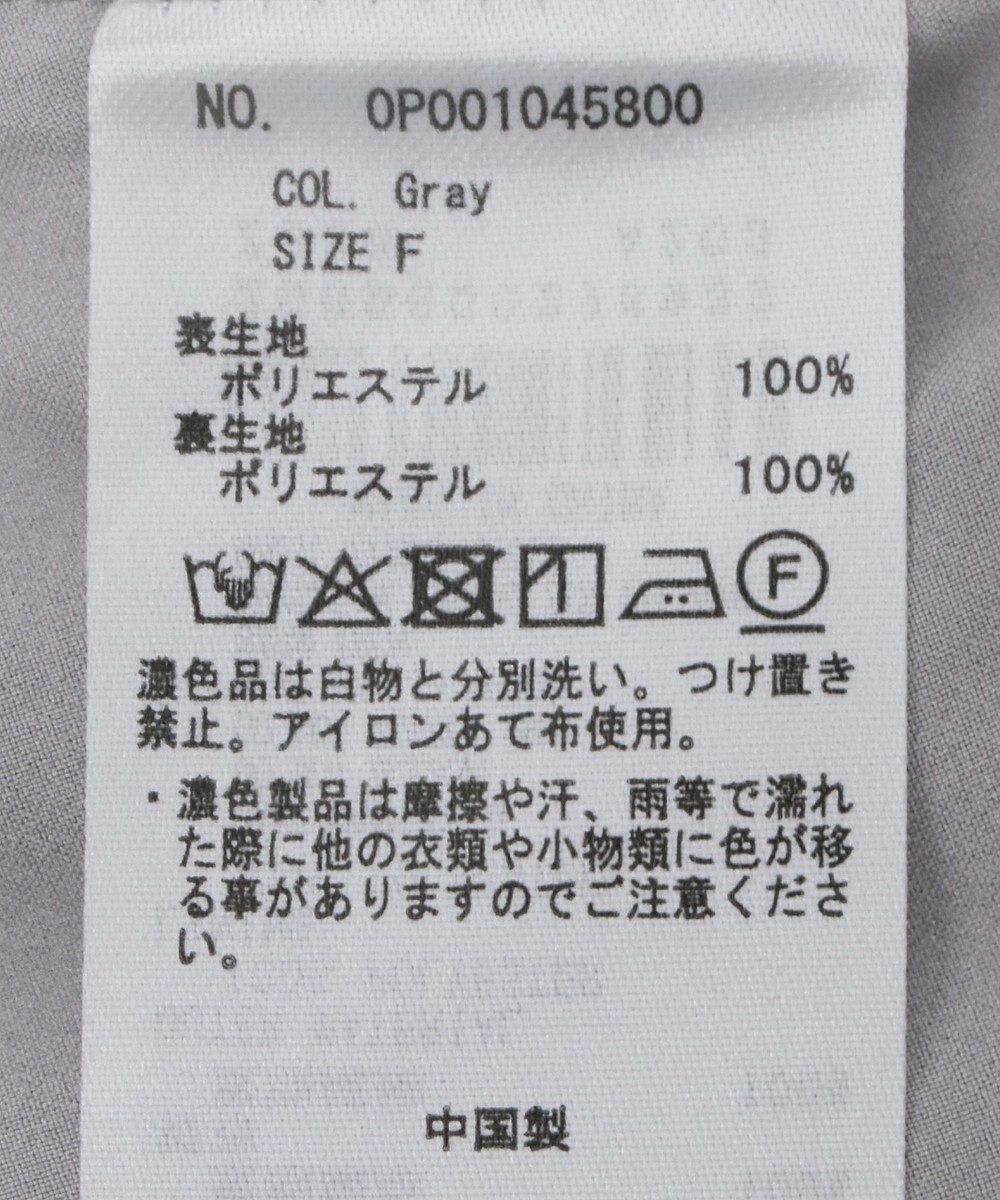 NO. 0P001045800
COL. Gray
SIZE F
表生地
ポリエステル 100%
裏生地
ポリエステル 100%
F
濃色品は白物と分別洗い。つけ置き
禁止。アイロンあて布使用。
・濃色製品は摩擦や汗、雨等で濡れ
た際に他の衣類や小物類に色が移
る事がありますのでご注意くださ
い。
中国製